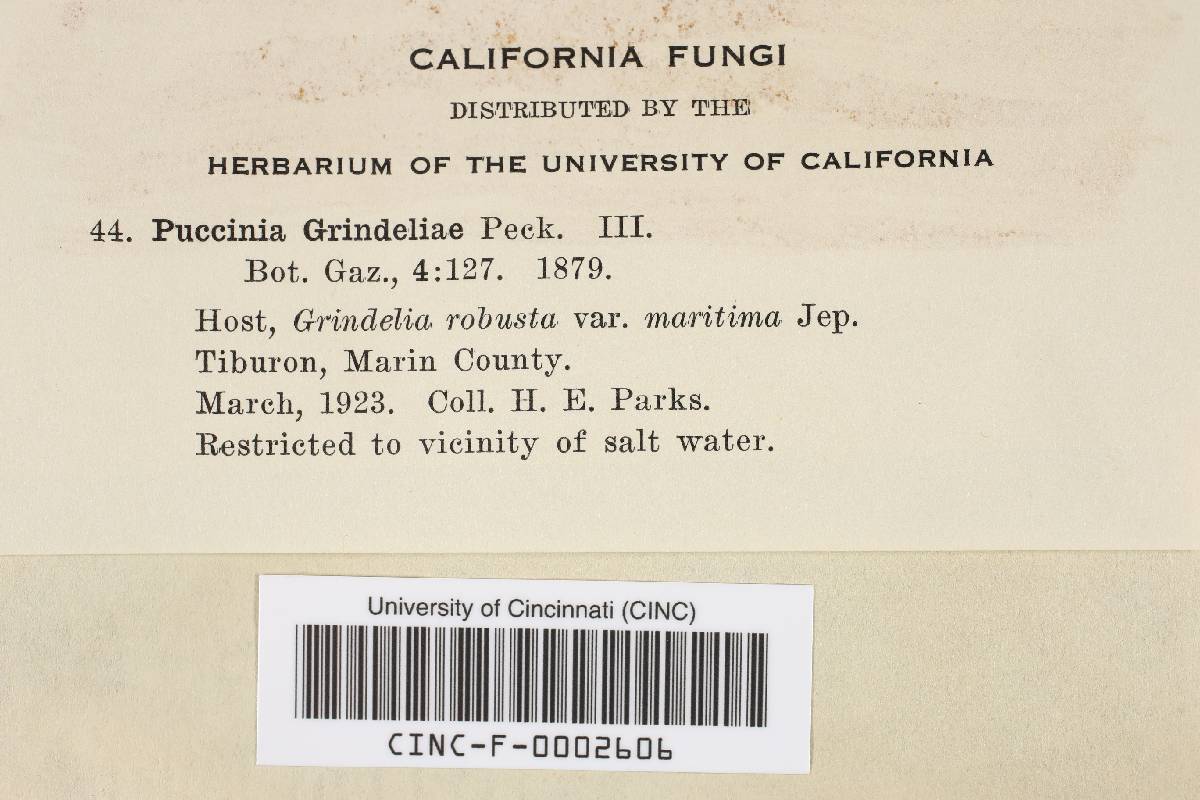 CALIFORNIA FUNGI
DISTRIBUTED BY THE
HERBARIUM OF THE UNIVERSITY OF CALIFORNIA
44. Puccinia Grindeliae Peck. III.
Bot. Gaz., 4:127. 1879.
Host, Grindelia robusta var. maritima Jep.
Tiburon, Marin County.
March, 1923. Coll. H. E. Parks.
Restricted to vicinity of salt water.
University of Cincinnati (CINC)
CINC-F-0002606